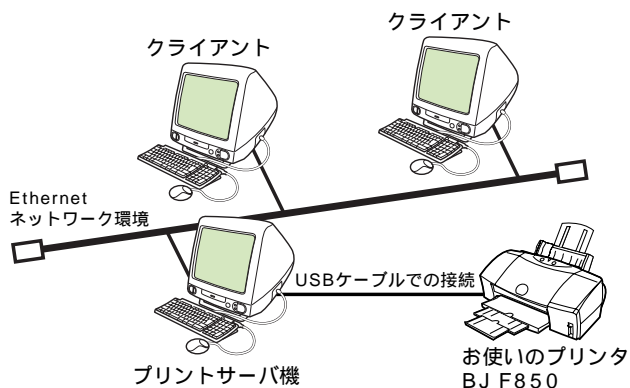 クライアント
クライアント
Ethernet
ネットワーク環境
USBケーブルでの接続
プリントサーバ機
お使いのプリンタ
BJ F850